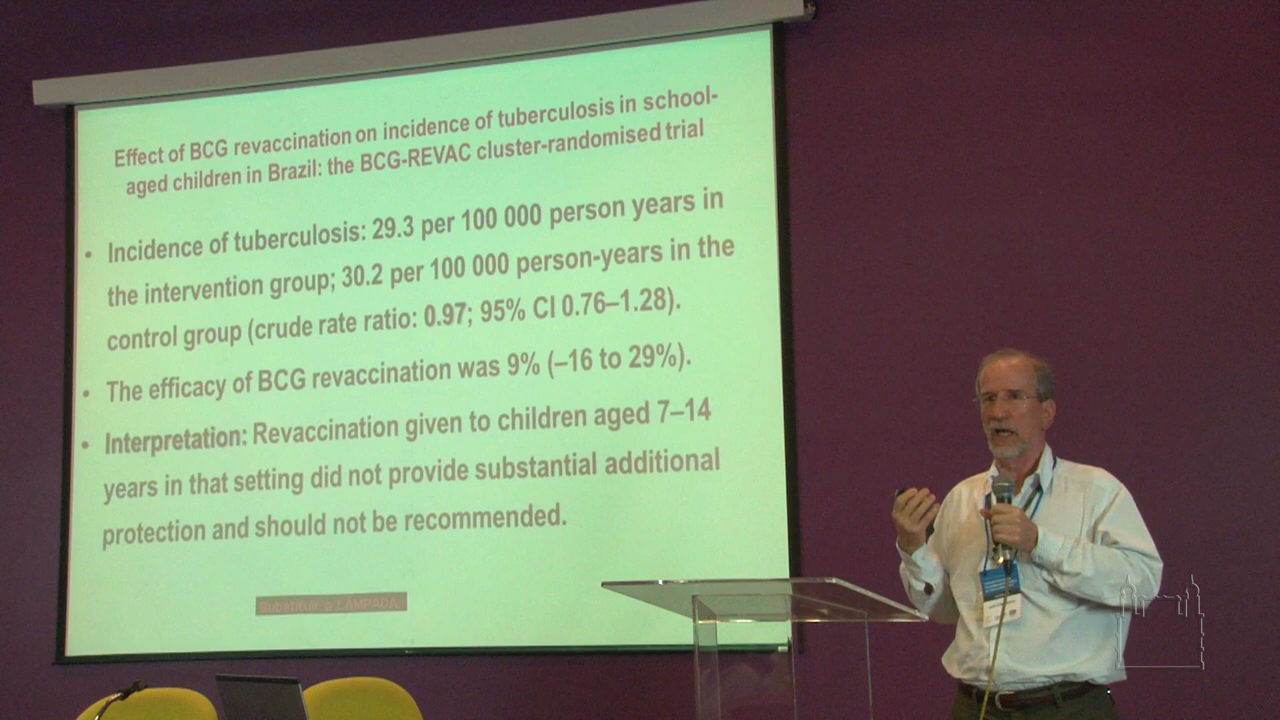 Effect of BCG revaccination on incidence of tuberculosis in school-
aged children in Brazil: the BCG-REVAC cluster-randomised trial
• Incidence of tuberculosis: 29.3 per 100 000 person years in
the intervention group; 30.2 per 100 000 person-years in the
control group (crude rate ratio: 0.97; 95% CI 0.76–1.28).
• The efficacy of BCG revaccination was 9% (–16 to 29%).
• Interpretation: Revaccination given to children aged 7–14
years in that setting did not provide substantial additional
protection and should not be recommended.
Substituir a LÂMPADA.